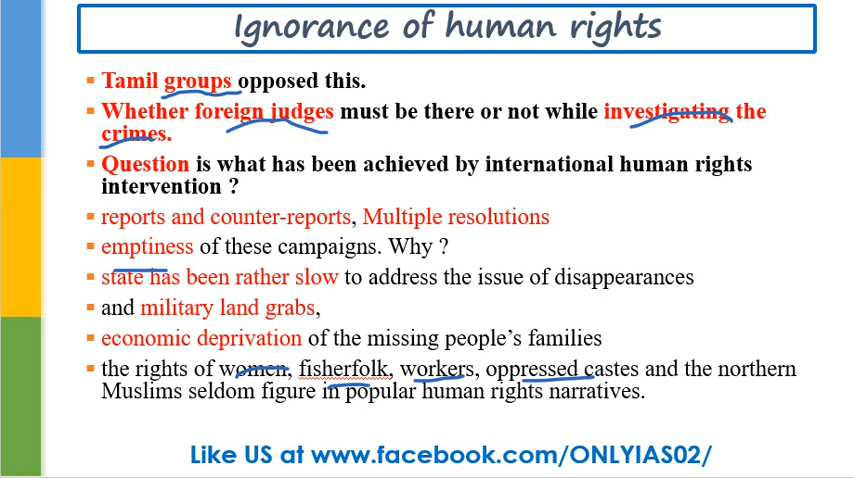 Ignorance of human rights
▪ Tamil groups opposed this.
▪ Whether foreign judges must be there or not while investigating the
crimes.
▪ Question is what has been achieved by international human rights
intervention ?
▪ reports and counter-reports, Multiple resolutions
▪ emptiness of these campaigns. Why ?
▪ state has been rather slow to address the issue of disappearances
▪ and military land grabs,
▪ economic deprivation of the missing people's families
▪ the rights of women, fisherfolk, workers, oppressed castes and the northern
Muslims seldom figure in popular human rights narratives.
Like US at www.facebook.com/ONLYIAS02/